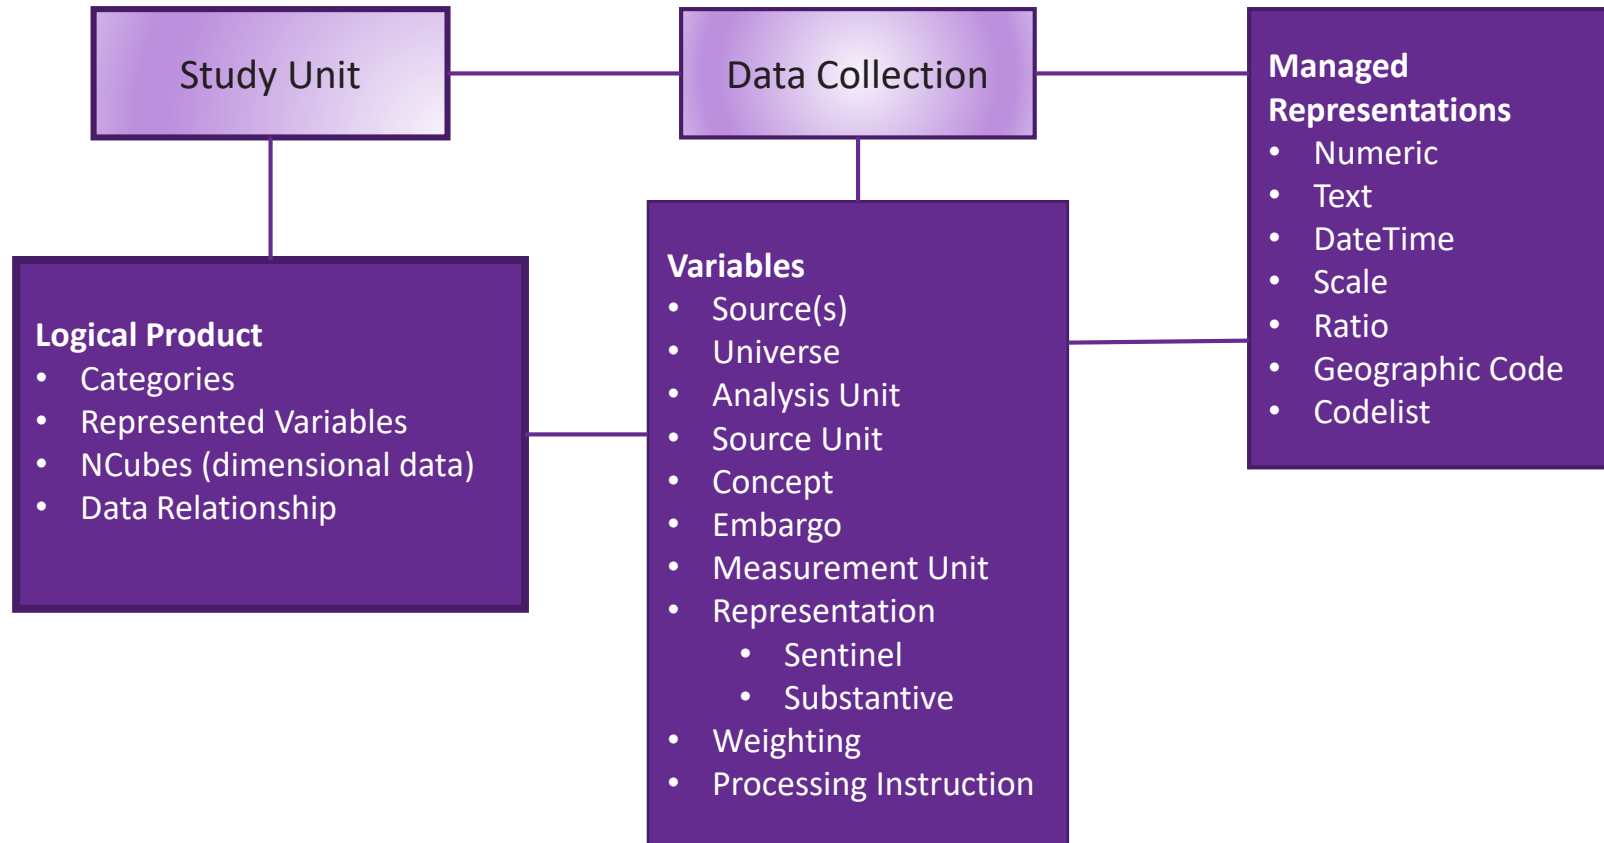 Study Unit
Data Collection
Managed
Representations
• Numeric
• Text
• DateTime
• Scale
• Ratio
• Geographic Code
• Codelist
Logical Product
• Categories
• Represented Variables
• NCubes (dimensional data)
• Data Relationship
Variables
• Source(s)
• Universe
• Analysis Unit
• Source Unit
• Concept
• Embargo
• Measurement Unit
• Representation
• Sentinel
• Substantive
• Weighting
• Processing Instruction